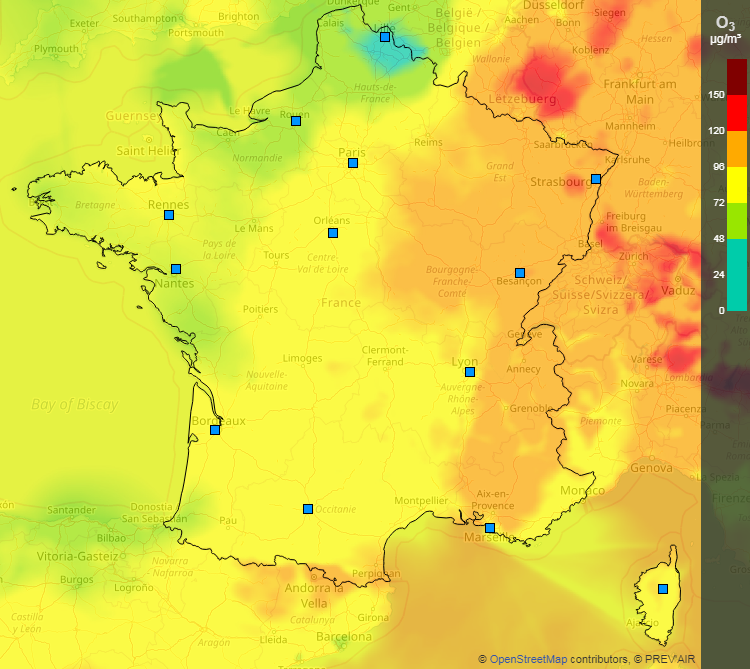 Dunkerque
Düsseldorf
Exeter
Southampton
Brighton
Calais
Gent
België /
Belgique /
Belgien
Aachen
Bonn
Siegen
O₃
µg/m³
Plymouth
Portsmouth
Lille
Koblenz
Hessen
Wallonie
Hauts-de-
France
Lëtzebuerg
Frankfurt am
Main
150
Guernsey
Le Havre
Rouen
Caen
Mannheim
120
Saint Helier
Normandie
Paris
Reims
Saarbrücken
Heilbronn
Karlsruhe
96
Grand
Est
Strasbourg
Baden-
Württemberg
72
Bretagne
Rennes
Le Mans
Orléans
Freiburg
im Breisgau
48
Pays de
la Loire
Tours
Centre-
Val de Loire
Basel
Zürich
24
Nantes
Bourgogne-
Franche-
Comté
Besançon
Schweiz/
Suisse/Svizzera/
Svizra
Vaduz
0
Poitiers
France
Genève
Limoges
Clermont-
Ferrand
Lyon
Annecy
Varese
Lombardia
Nouvelle-
Aquitaine
Auvergne-
Rhône-
Alpes
Novara
Bay of Biscay
Grenoble
Piacenza
Bordeaux
Piemonte
Parma
Genova
La Spezia
Santander
Donostia
San Sebastián
Occitanie
Montpellier
Aix-en-
Provence
Monaco
Firenze
Bilbao
Pau
Marseille
Vitoria-Gasteiz
Navarra -
Nafarroa
Perpignan
Burgos
Logroño
Andorra la
Vella
Castilla
y León
Catalunya
Girona
Ajaccio
Aragón
Lleida
Barcelona
Tarragona
© OpenStreetMap contributors, © PREV'AIR